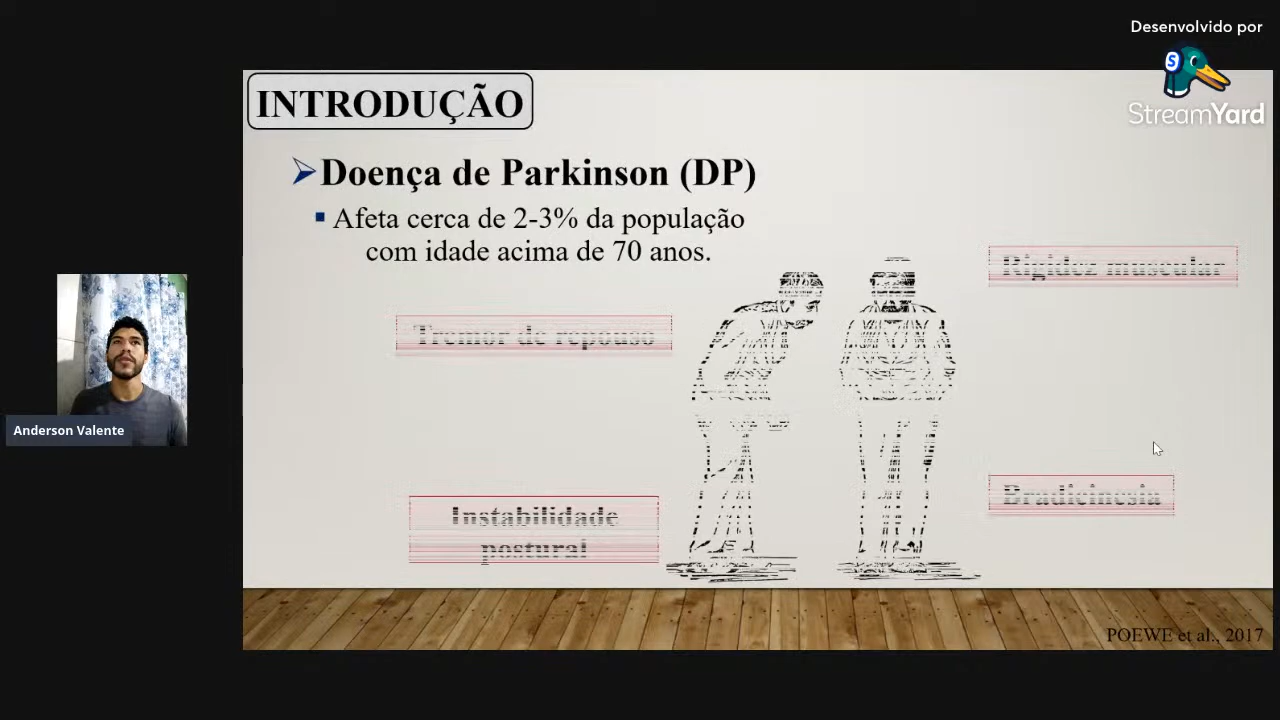 Desenvolvido por
StreamYard
INTRODUÇÃO
Doença de Parkinson (DP)
Afeta cerca de 2-3% da população
com idade acima de 70 anos.
Rigidez muscular
Tremor de repouso
Instabilidade
postural
Bradicinesia
POEWE et al., 2017
Anderson Valente